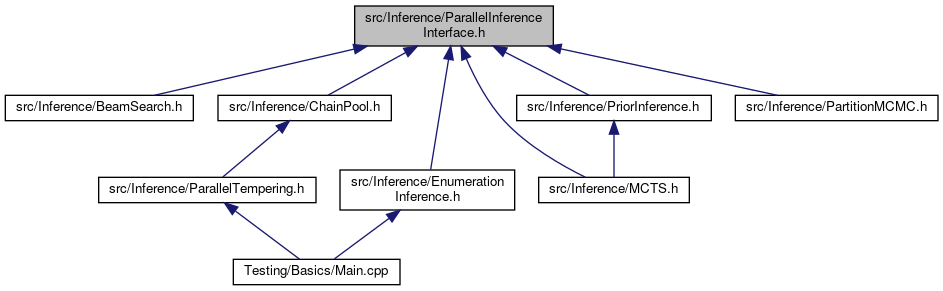 src/Inference/ParallelInference
Interface.h
src/Inference/BeamSearch.h
src/Inference/ChainPool.h
src/Inference/PriorInference.h
src/Inference/PartitionMCMC.h
src/Inference/ParallelTempering.h
src/Inference/Enumeration
Inference.h
src/Inference/MCTS.h
Testing/Basics/Main.cpp